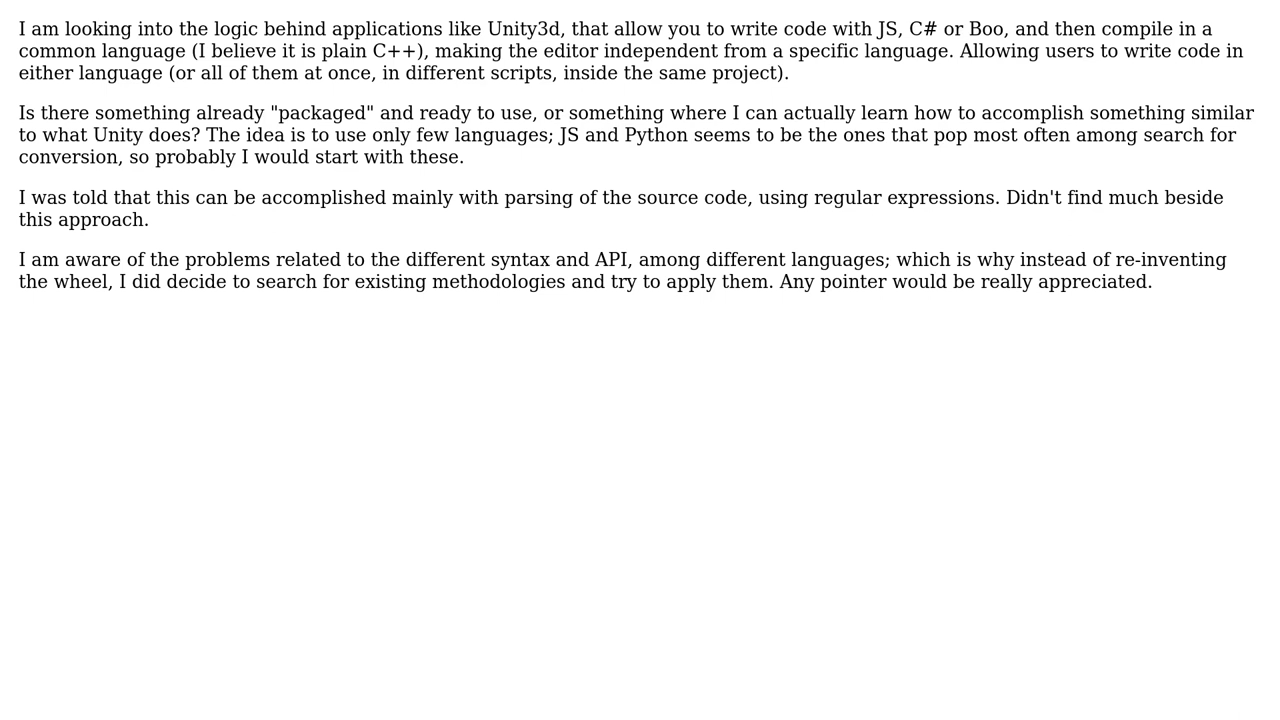 I am looking into the logic behind applications like Unity3d, that allow you to write code with JS, C# or Boo, and then compile in a
common language (I believe it is plain C++), making the editor independent from a specific language. Allowing users to write code in
either language (or all of them at once, in different scripts, inside the same project).
Is there something already "packaged" and ready to use, or something where I can actually learn how to accomplish something similar
to what Unity does? The idea is to use only few languages; JS and Python seems to be the ones that pop most often among search for
conversion, so probably I would start with these.
I was told that this can be accomplished mainly with parsing of the source code, using regular expressions. Didn't find much beside
this approach.
I am aware of the problems related to the different syntax and API, among different languages; which is why instead of re-inventing
the wheel, I did decide to search for existing methodologies and try to apply them. Any pointer would be really appreciated.